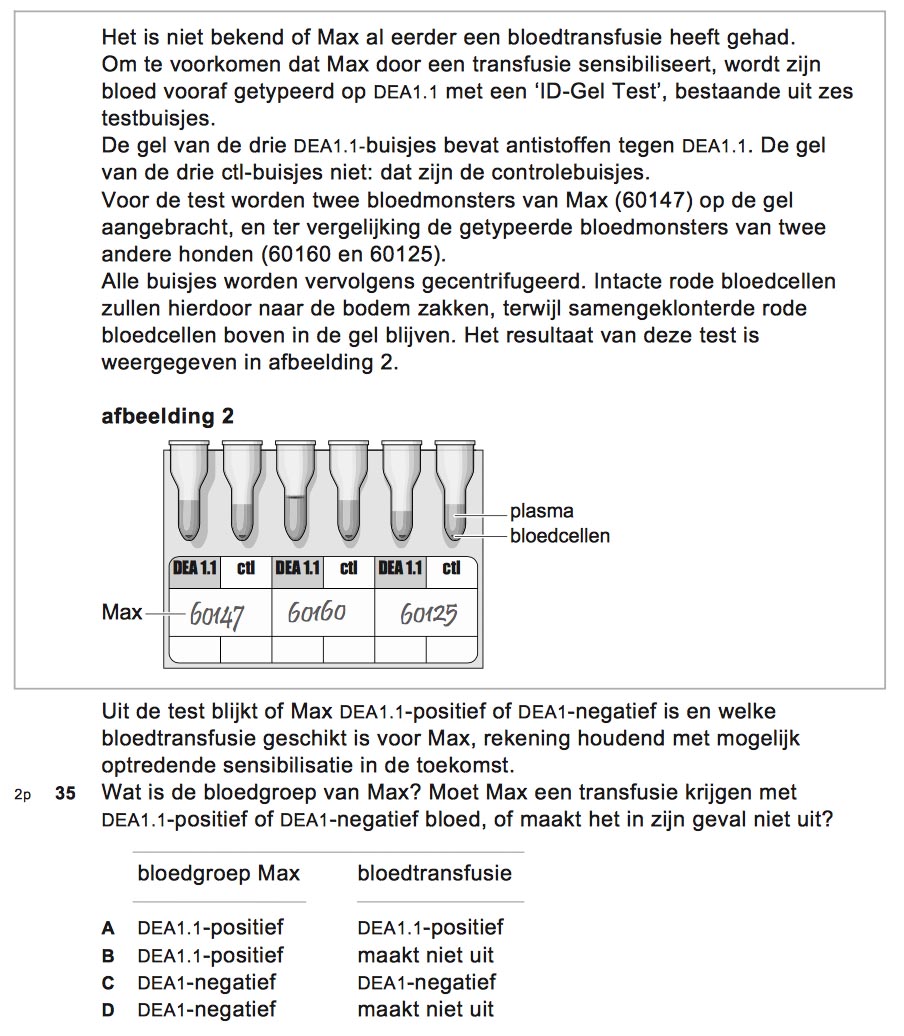 Het is niet bekend of Max al eerder een bloedtransfusie heeft gehad.
Om te voorkomen dat Max door een transfusie sensibiliseert, wordt zijn
bloed vooraf getypeerd op DEA1.1 met een ‘ID-Gel Test’, bestaande uit zes
testbuisjes.
De gel van de drie DEA1.1-buisjes bevat antistoffen tegen DEA1.1. De gel
van de drie ctl-buisjes niet: dat zijn de controlebuisjes.
Voor de test worden twee bloedmonsters van Max (60147) op de gel
aangebracht, en ter vergelijking de getypeerde bloedmonsters van twee
andere honden (60160 en 60125).
Alle buisjes worden vervolgens gecentrifugeerd. Intacte rode bloedcellen
zullen hierdoor naar de bodem zakken, terwijl samengeklonterde rode
bloedcellen boven in de gel blijven. Het resultaat van deze test is
weergegeven in afbeelding 2.
afbeelding 2
plasma
bloedcellen
DEA 1.1 ctl DEA 1.1 ctl DEA 1.1 ctl
Max 60147 60160 60125
Uit de test blijkt of Max DEA1.1-positief of DEA1-negatief is en welke
bloedtransfusie geschikt is voor Max, rekening houdend met mogelijk
optredende sensibilisatie in de toekomst.
2p 35 Wat is de bloedgroep van Max? Moet Max een transfusie krijgen met
DEA1.1-positief of DEA1-negatief bloed, of maakt het in zijn geval niet uit?
bloedgroep Max bloedtransfusie
A DEA1.1-positief DEA1.1-positief
B DEA1.1-positief maakt niet uit
C DEA1-negatief DEA1-negatief
D DEA1-negatief maakt niet uit